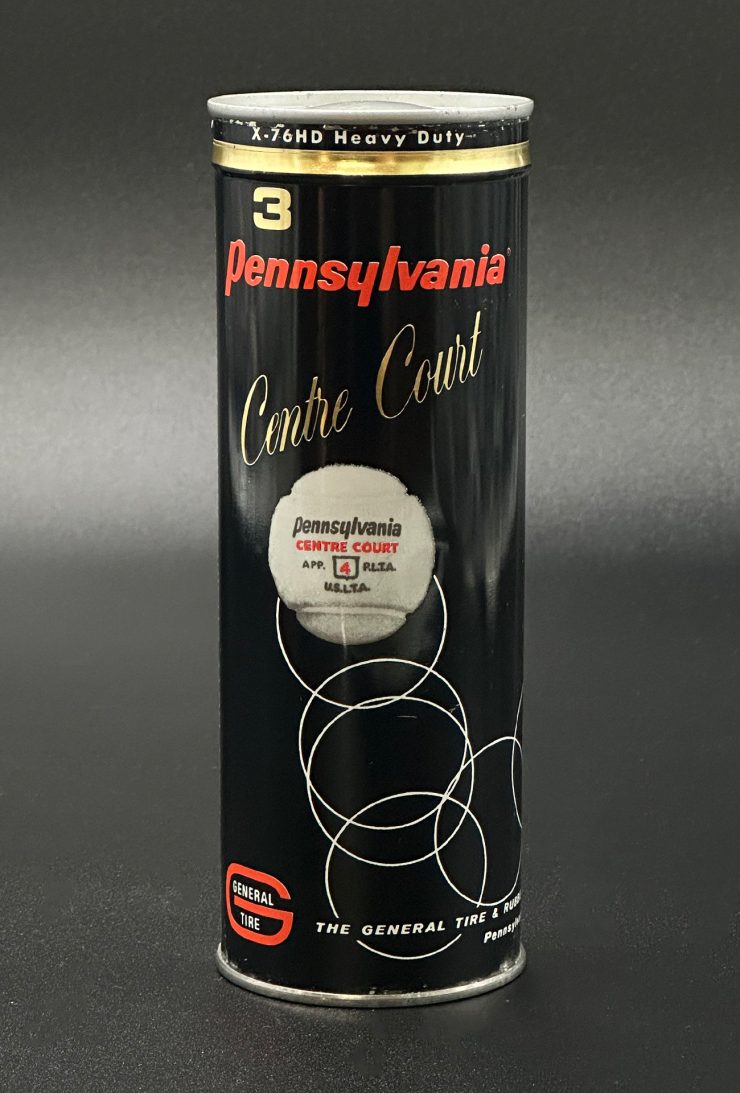 X-76HD Heavy Duty
3
Pennsylvania
Centre Court
Pennsylvania
CENTRE COURT
APP. 4 P.L.T.A.
U.S.L.T.A.
GENERAL
TIRE
THE GENERAL TIRE &